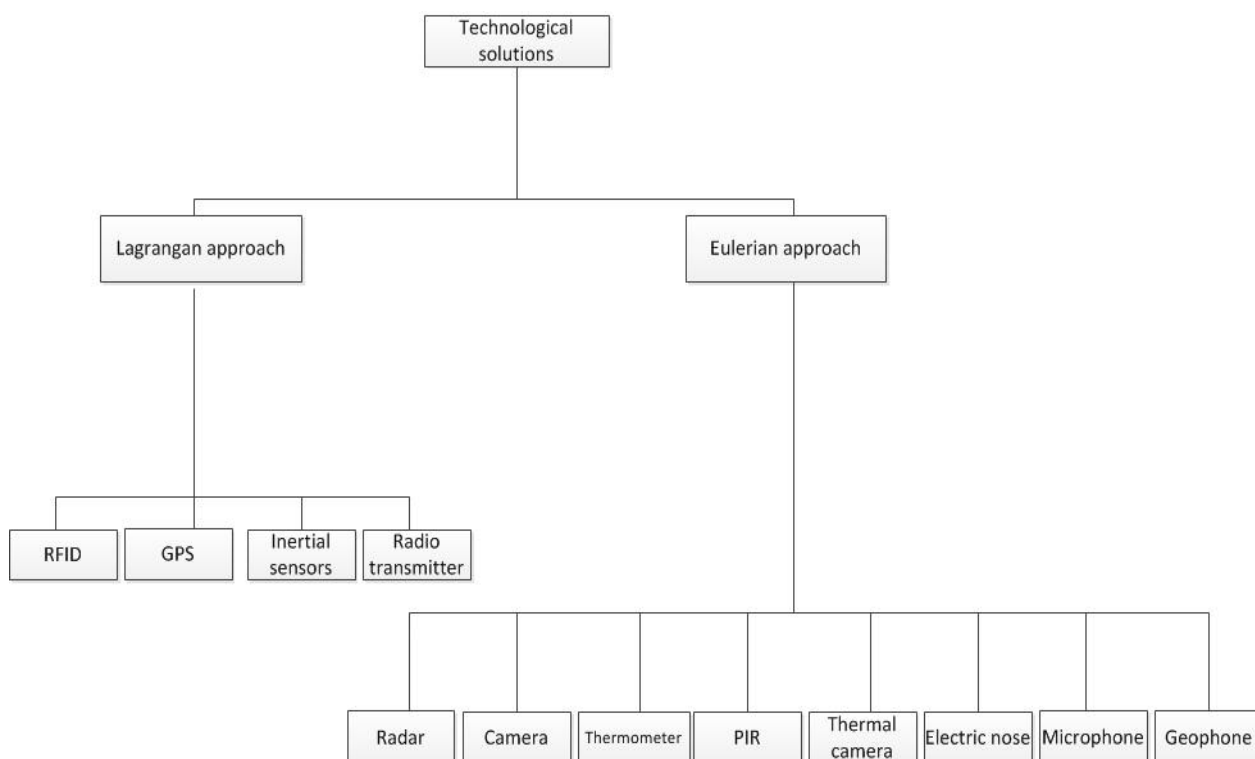 Technological
solutions
Lagrangan approach
Eulerian approach
RFID
GPS
Inertial
sensors
Radio
transmitter
Radar
Camera
Thermometer
PIR
Thermal
camera
Electric nose
Microphone
Geophone